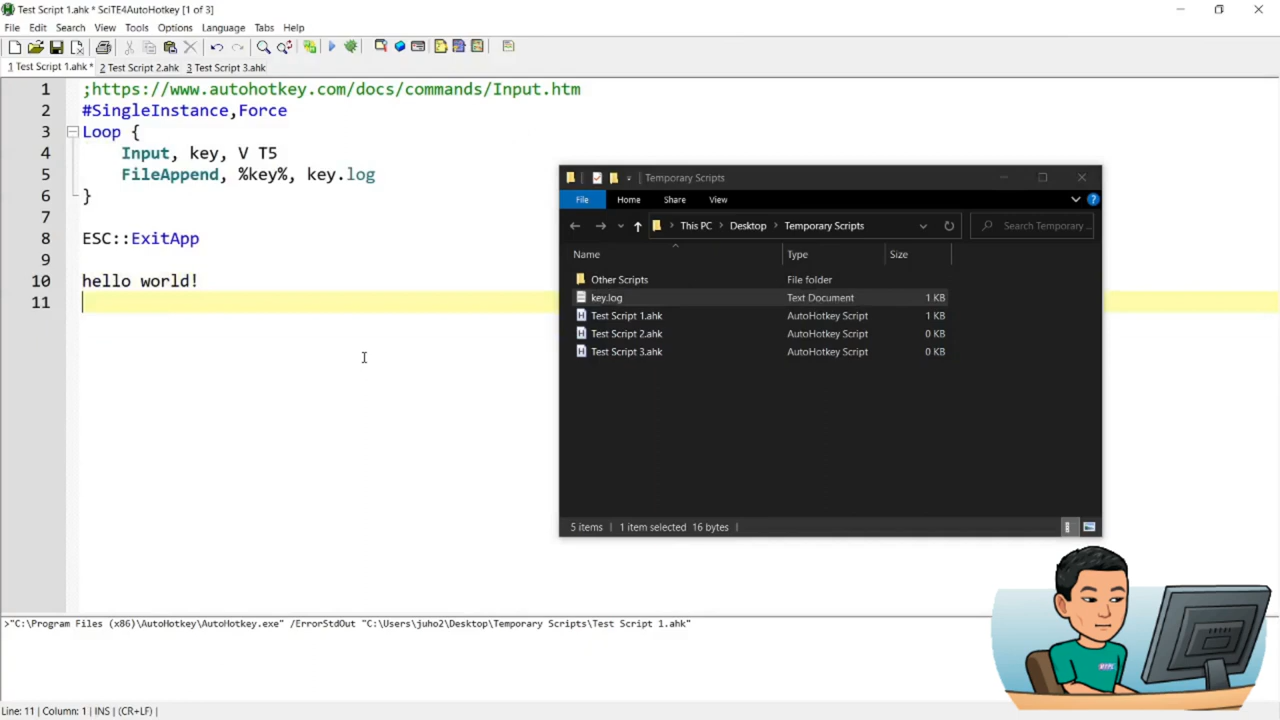 Test Script 1.ahk * SciTE4AutoHotkey [1 of 3]
File Edit Search View Tools Options Language Tabs Help
1 Test Script 1.ahk * 2 Test Script 2.ahk 3 Test Script 3.ahk
1 ;https://www.autohotkey.com/docs/commands/Input.htm
2 #SingleInstance,Force
3 Loop {
4 Input, key, V T5
5 FileAppend, %key%, key.log
6 }
7
8 ESC::ExitApp
9
10 hello world!
11
Temporary Scripts
File Home Share View
This PC > Desktop > Temporary Scripts Search Temporary ...
Name Type Size
Other Scripts File folder
key.log Text Document 1 KB
Test Script 1.ahk AutoHotkey Script 1 KB
Test Script 2.ahk AutoHotkey Script 0 KB
Test Script 3.ahk AutoHotkey Script 0 KB
5 items 1 item selected 16 bytes
>"C:\Program Files (x86)\AutoHotkey\AutoHotkey.exe" /ErrorStdOut "C:\Users\juho2\Desktop\Temporary Scripts\Test Script 1.ahk"
Line: 11 | Column: 1 | INS | (CR+LF) |